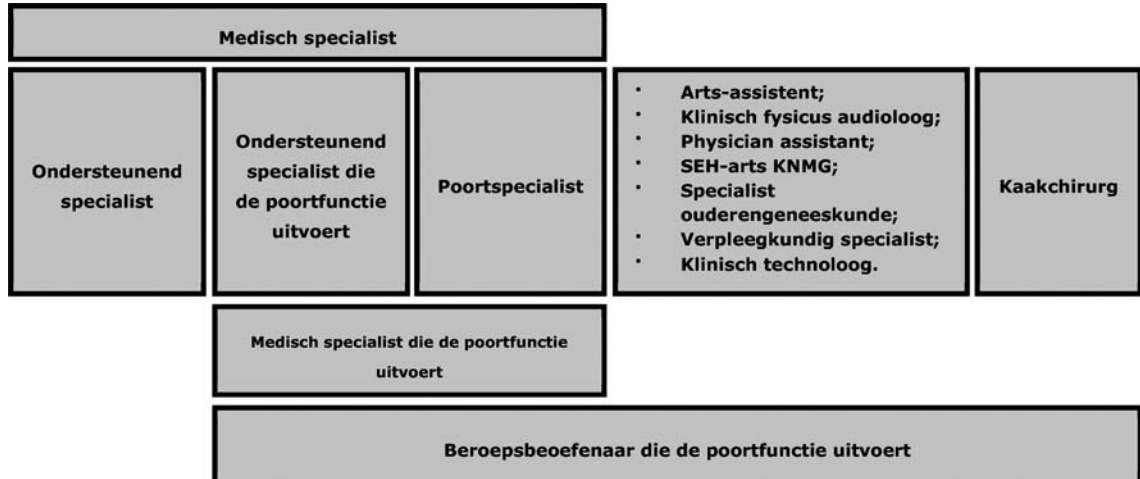 Medisch specialist
Ondersteunend
specialist
Ondersteunend
specialist die
de poortfunctie
uitvoert
Poortspecialist
· Arts-assistent;
· Klinisch fysicus audioloog;
· Physician assistant;
· SEH-arts KNMG;
· Specialist
ouderengeneeskunde;
· Verpleegkundig specialist;
· Klinisch technoloog.
Kaakchirurg
Medisch specialist die de poortfunctie
uitvoert
Beroepsbeoefenaar die de poortfunctie uitvoert